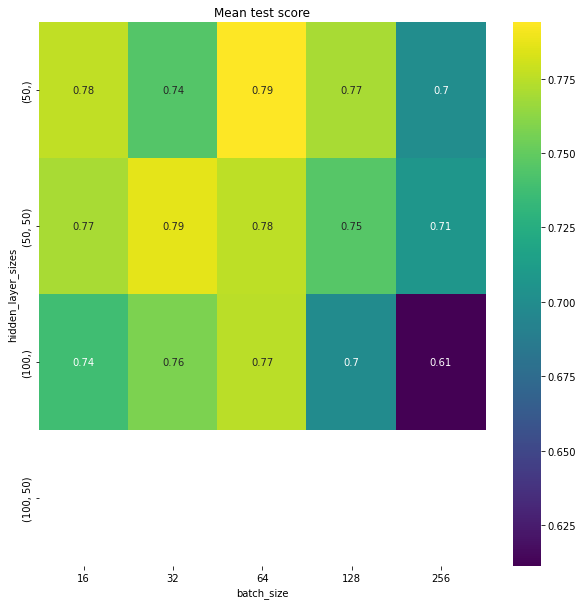 Mean test score
(50,) 0.78 0.74 0.79 0.77 0.7
(50, 50) 0.77 0.79 0.78 0.75 0.71
(100,) 0.74 0.76 0.77 0.7 0.61
(100, 50)
hidden_layer_sizes
16 32 64 128 256
batch_size
0.775
0.750
0.725
0.700
0.675
0.650
0.625